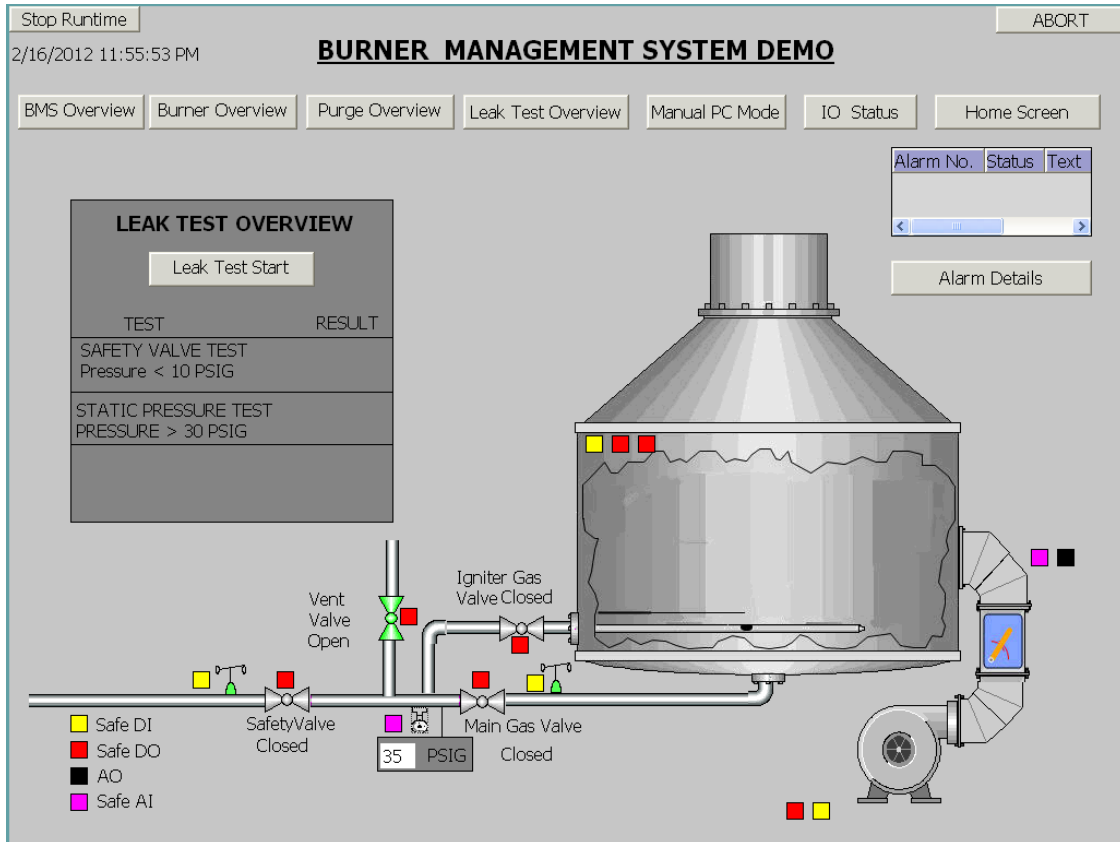 Stop Runtime
ABORT
2/16/2012 11:55:53 PM
BURNER MANAGEMENT SYSTEM DEMO
BMS Overview
Burner Overview
Purge Overview
Leak Test Overview
Manual PC Mode
IO Status
Home Screen
Alarm No. Status Text
Alarm Details
LEAK TEST OVERVIEW
Leak Test Start
TEST RESULT
SAFETY VALVE TEST
Pressure < 10 PSIG
STATIC PRESSURE TEST
PRESSURE > 30 PSIG
Vent
Valve
Open
Igniter Gas
Valve Closed
SafetyValve
Closed
Main Gas Valve
Closed
35 PSIG
Safe DI
Safe DO
AO
Safe AI